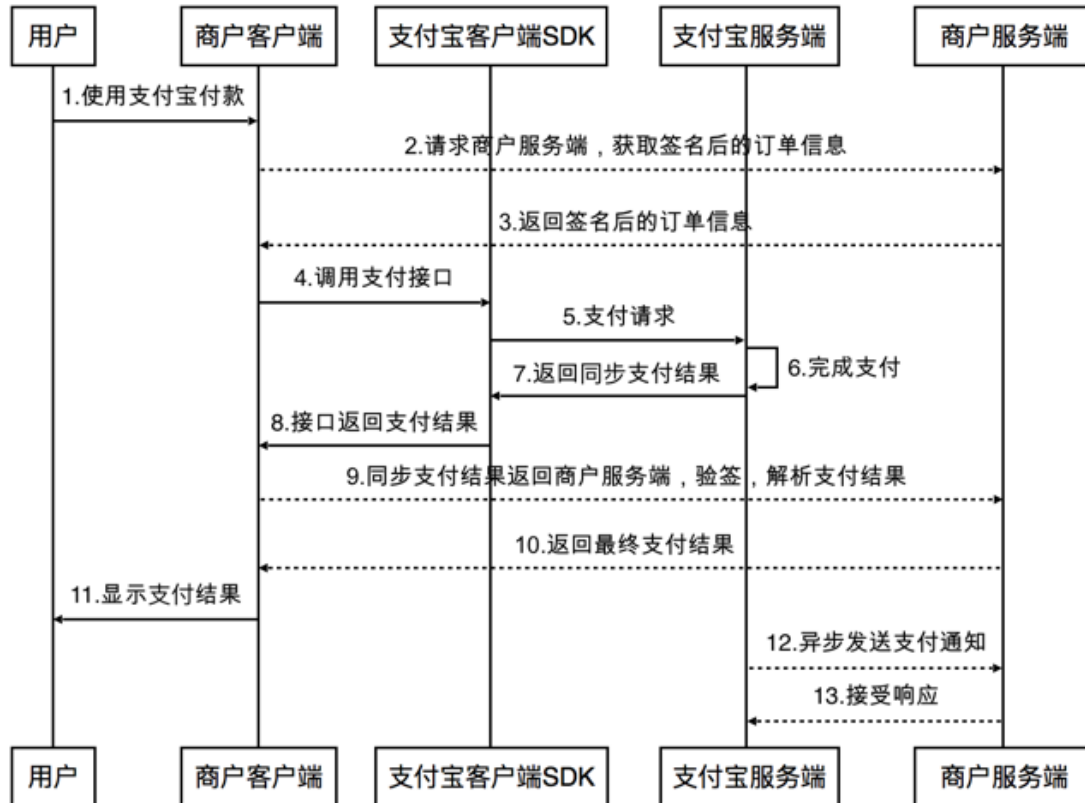 用户
商户客户端
支付宝客户端SDK
支付宝服务端
商户服务端
1.使用支付宝付款
2.请求商户服务端，获取签名后的订单信息
3.返回签名后的订单信息
4.调用支付接口
5.支付请求
6.完成支付
7.返回同步支付结果
8.接口返回支付结果
9.同步支付结果返回商户服务端，验签，解析支付结果
10.返回最终支付结果
11.显示支付结果
12.异步发送支付通知
13.接受响应
用户
商户客户端
支付宝客户端SDK
支付宝服务端
商户服务端